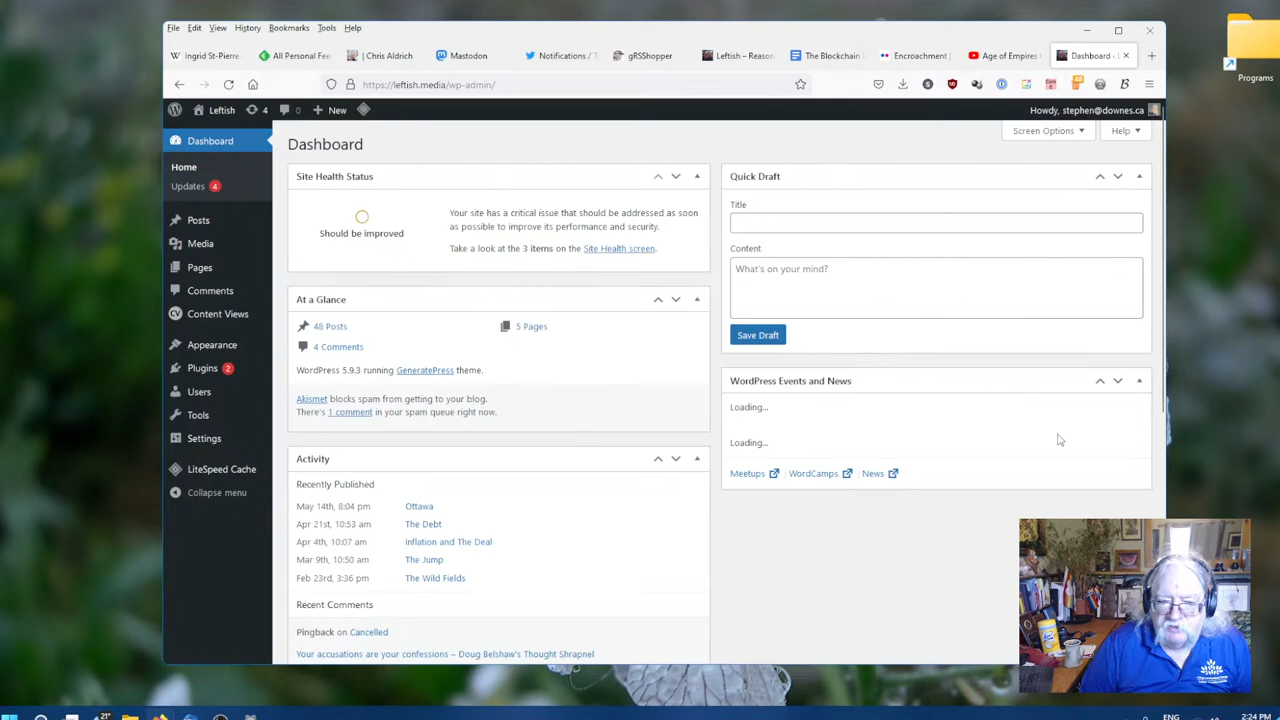 File Edit View History Bookmarks Tools Help
Ingrid St-Pierre
All Personal Fee
| Chris Aldrich
Mastodon
Notifications / T
gRSShopper
Leftish – Reason
The Blockchain
Encroachment |
Age of Empires
Dashboard ‹
https://leftish.media/wp-admin/
Leftish 4 0 New
Howdy, stephen@downes.ca
Screen Options Help
Dashboard
Home
Updates 4
Posts
Media
Pages
Comments
Content Views
Appearance
Plugins 2
Users
Tools
Settings
LiteSpeed Cache
Collapse menu
Dashboard
Site Health Status
Should be improved
Your site has a critical issue that should be addressed as soon
as possible to improve its performance and security.
Take a look at the 3 items on the Site Health screen.
At a Glance
48 Posts
5 Pages
4 Comments
WordPress 5.9.3 running GeneratePress theme.
Akismet blocks spam from getting to your blog.
There's 1 comment in your spam queue right now.
Activity
Recently Published
May 14th, 8:04 pm Ottawa
Apr 21st, 10:53 am The Debt
Apr 4th, 10:07 am Inflation and The Deal
Mar 9th, 10:50 am The Jump
Feb 23rd, 3:36 pm The Wild Fields
Recent Comments
Pingback on Cancelled
Your accusations are your confessions – Doug Belshaw's Thought Shrapnel
Quick Draft
Title
Content
What's on your mind?
Save Draft
WordPress Events and News
Loading...
Loading...
Meetups WordCamps News
Programs
21°
ENG
2:24 PM